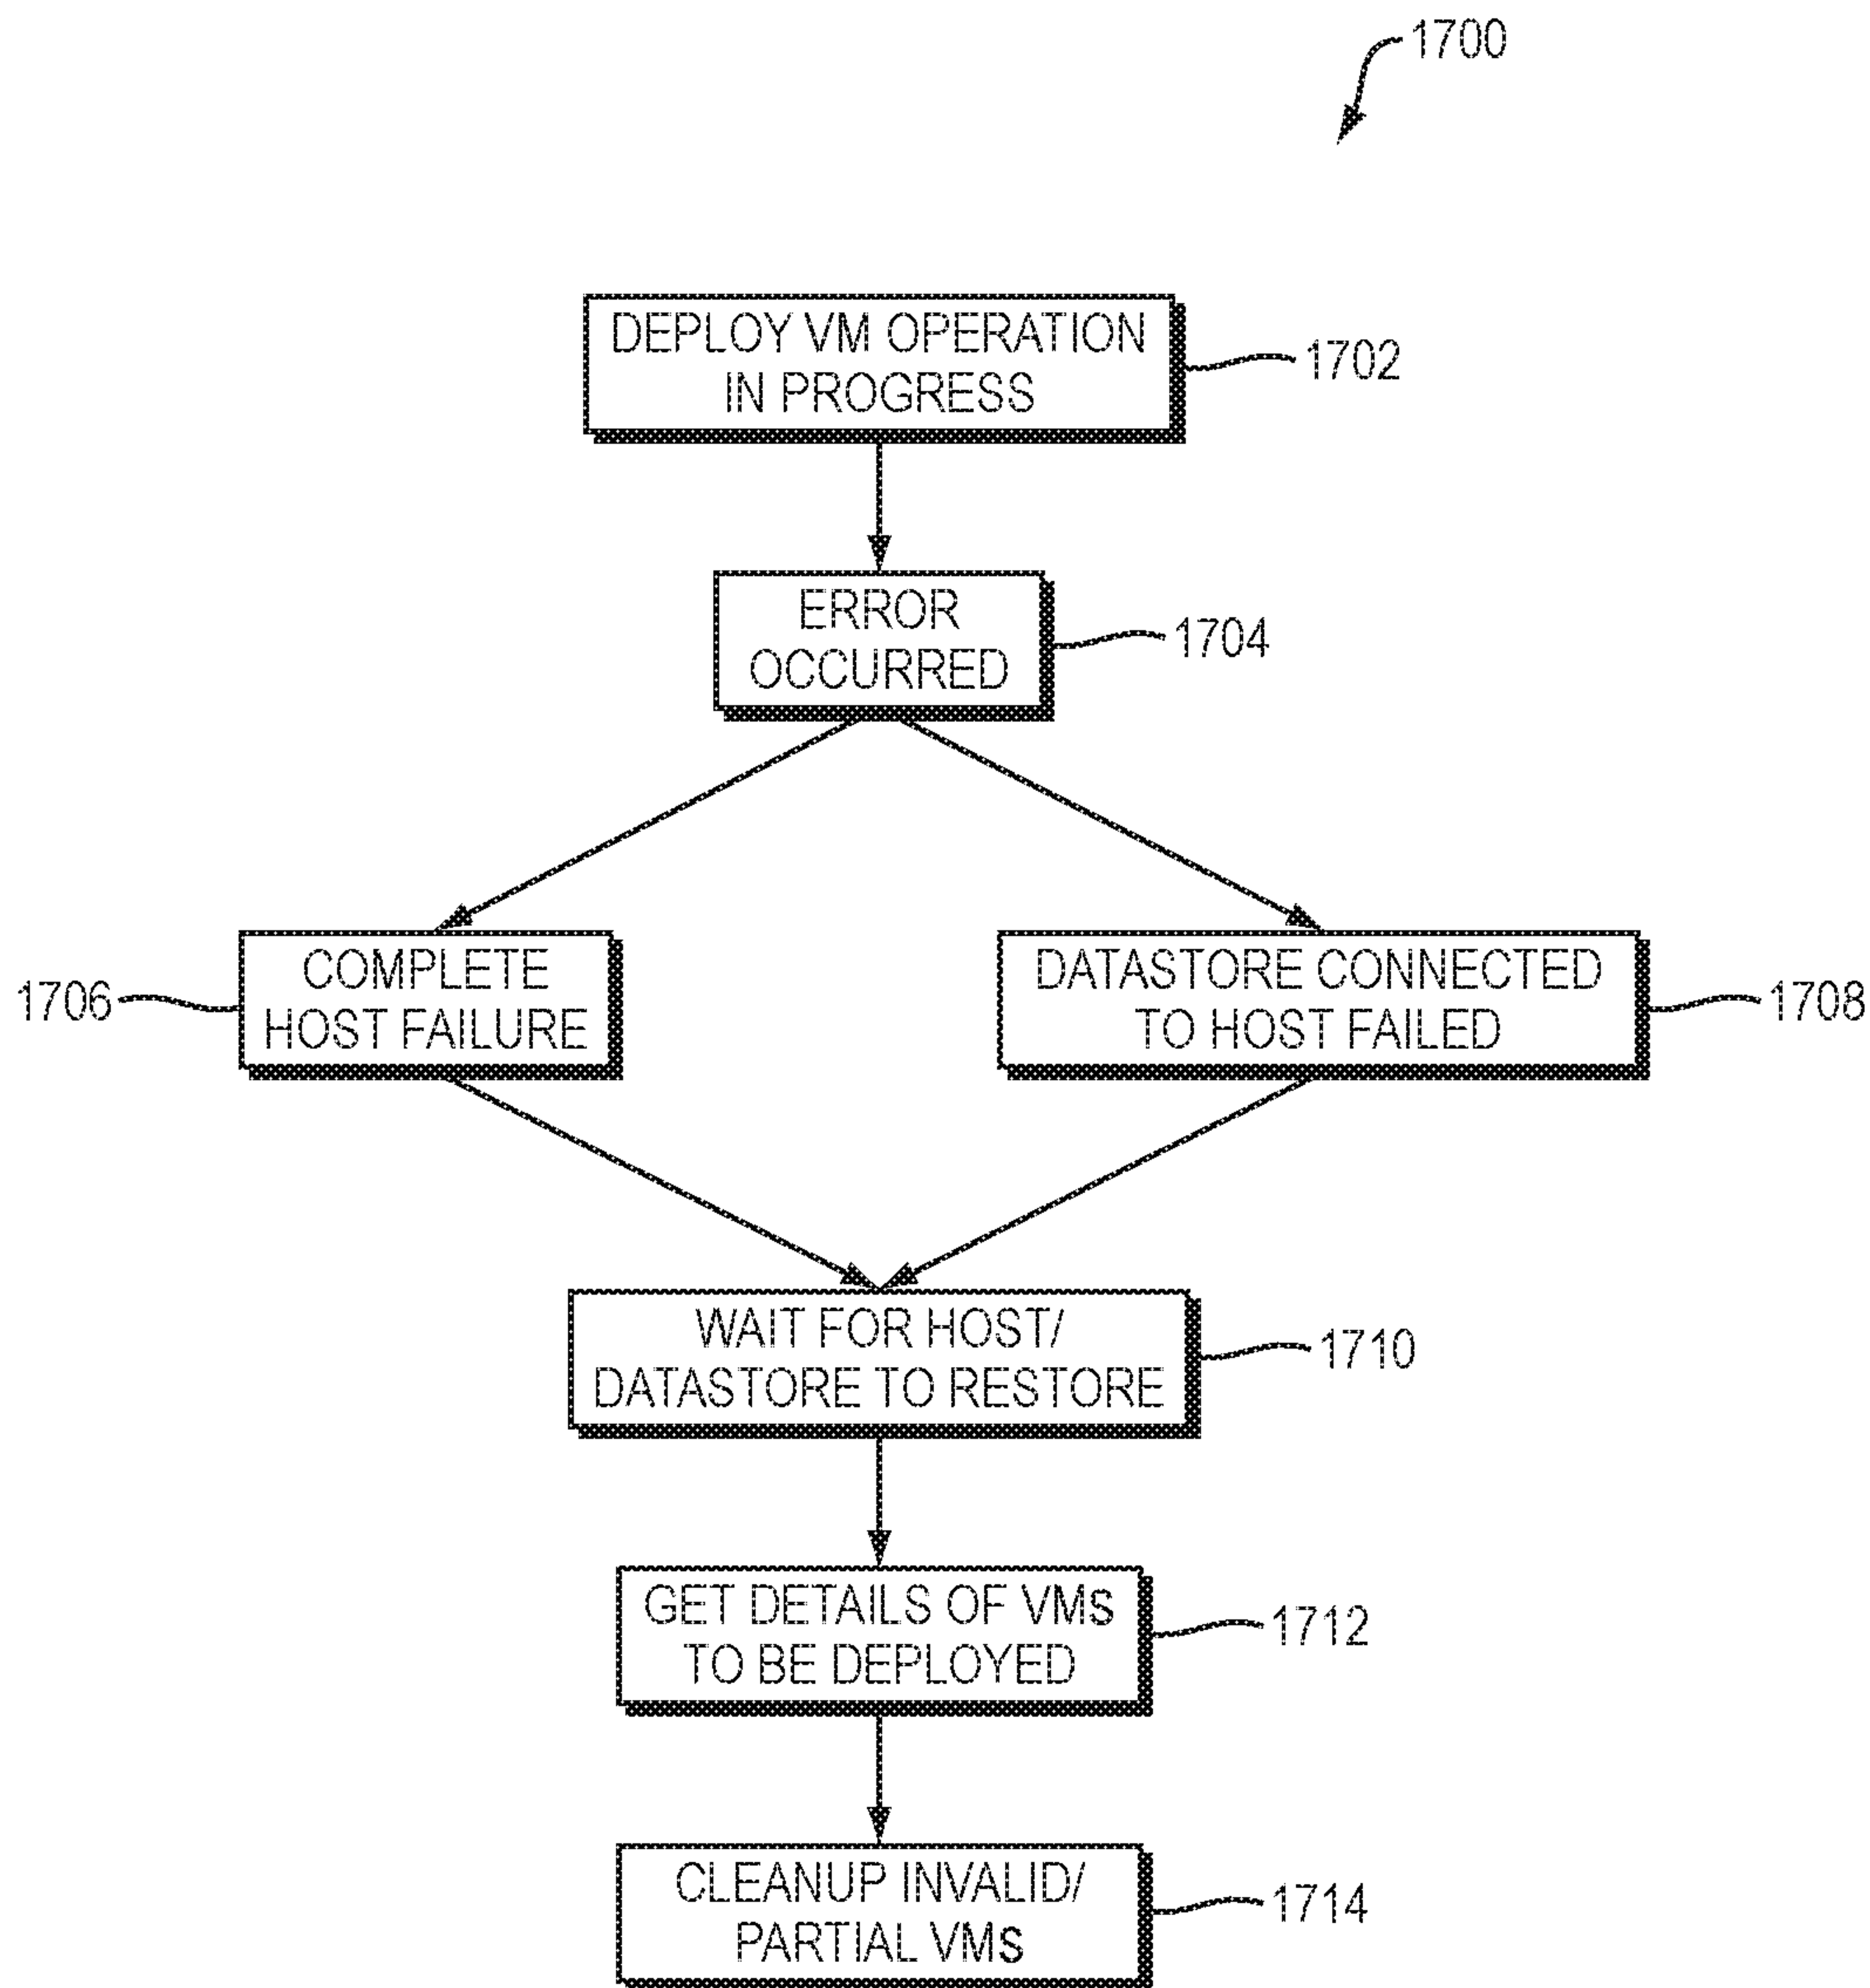 1700
DEPLOY VM OPERATION
IN PROGRESS
1702
ERROR
OCCURRED
1704
COMPLETE
HOST FAILURE
1706
DATASTORE CONNECTED
TO HOST FAILED
1708
WAIT FOR HOST/
DATASTORE TO RESTORE
1710
GET DETAILS OF VMs
TO BE DEPLOYED
1712
CLEANUP INVALID/
PARTIAL VMs
1714